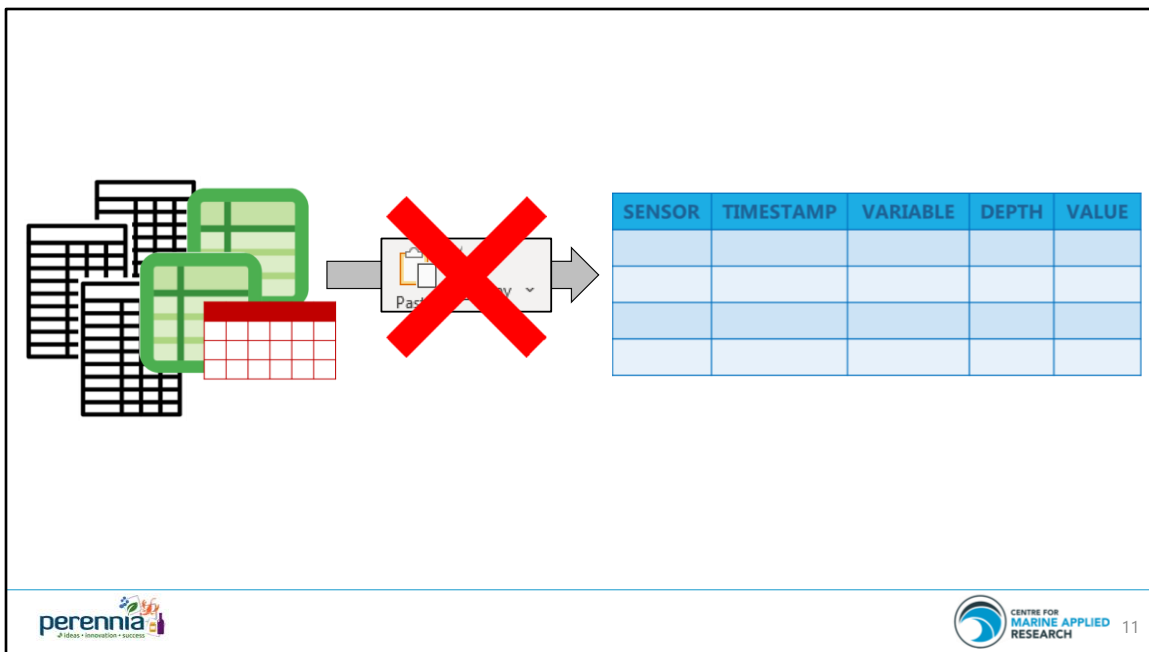 SENSOR TIMESTAMP VARIABLE DEPTH VALUE
perennia
ideas • innovation • success
CENTRE FOR
MARINE APPLIED
RESEARCH
11